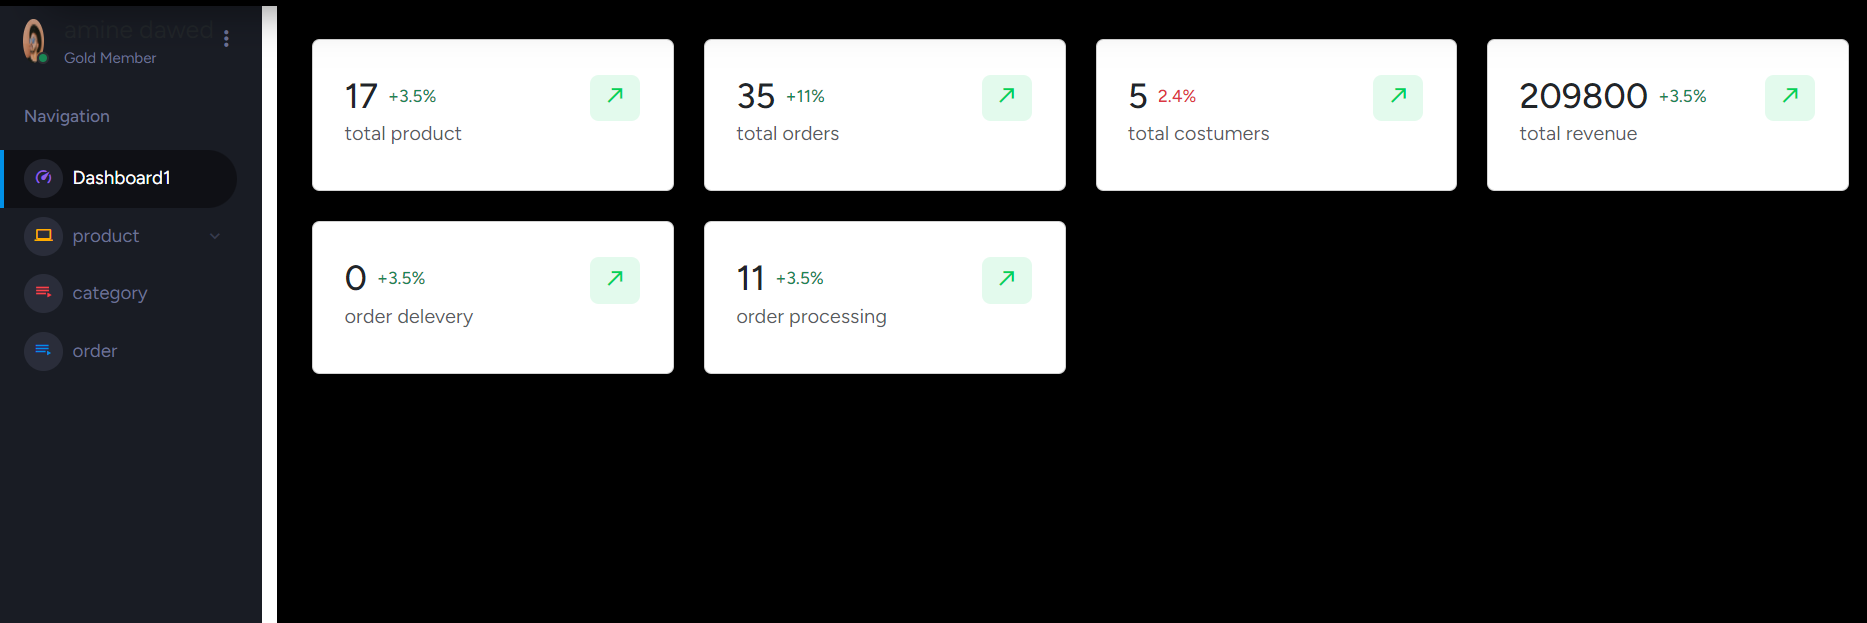 amine dawed
Gold Member
Navigation
Dashboard1
product
category
order
17 +3.5%
total product
35 +11%
total orders
5 2.4%
total costumers
209800 +3.5%
total revenue
0 +3.5%
order delevery
11 +3.5%
order processing